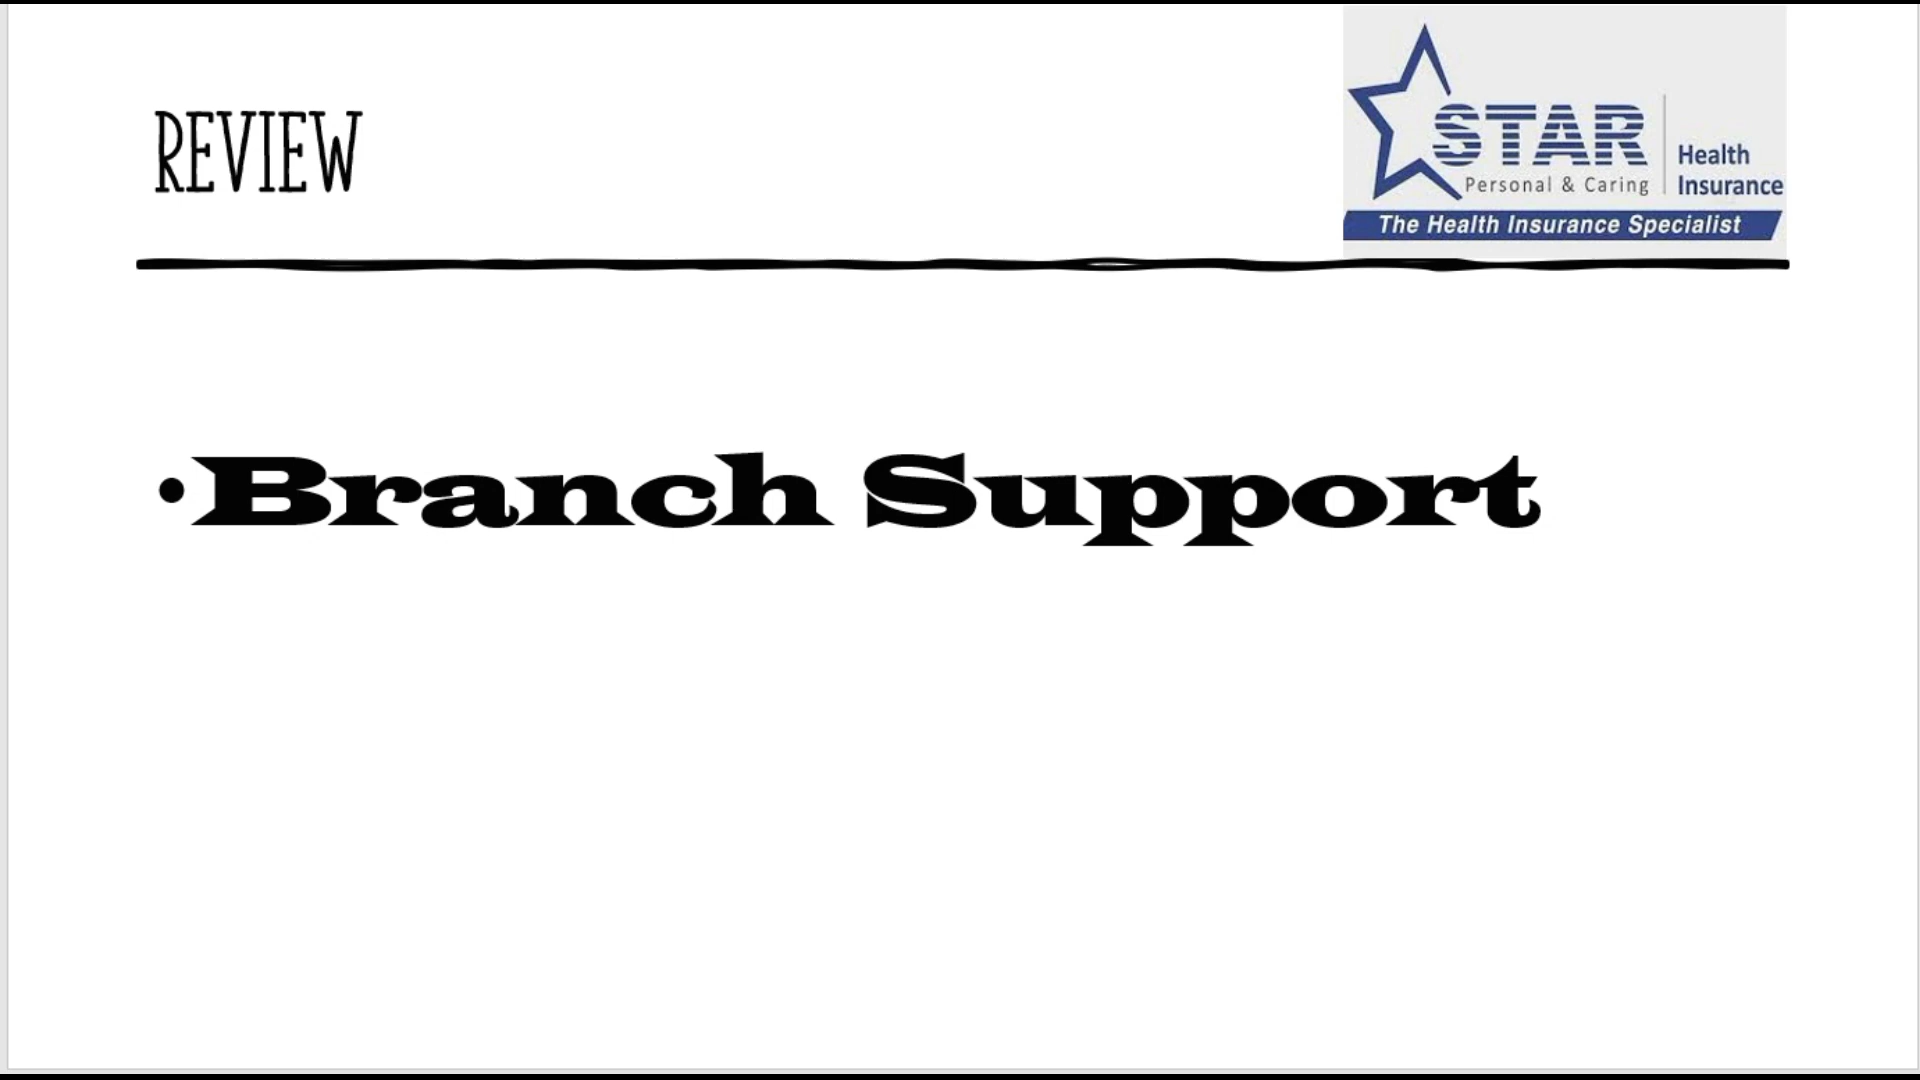 REVIEW
STAR
Personal & Caring
Health
Insurance
The Health Insurance Specialist
•Branch Support